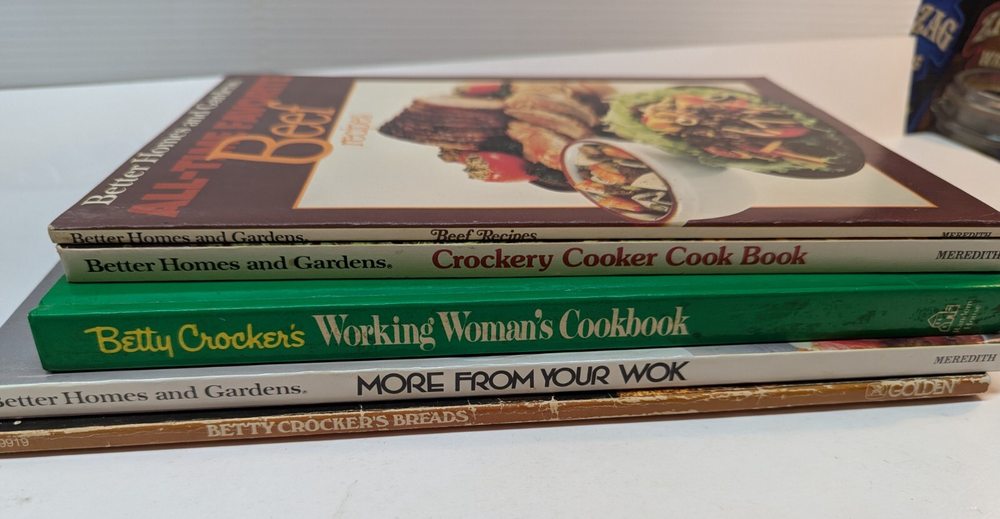 Better Homes and Gardens
ALL-TIME FAVORITE
Beef
recipes
Better Homes and Gardens® Beef Recipes MEREDITH
Better Homes and Gardens® Crockery Cooker Cook Book MEREDITH
Betty Crocker's Working Woman's Cookbook
Better Homes and Gardens® MORE FROM YOUR WOK MEREDITH
9919 BETTY CROCKER'S BREADS GOLDEN®
ZAG